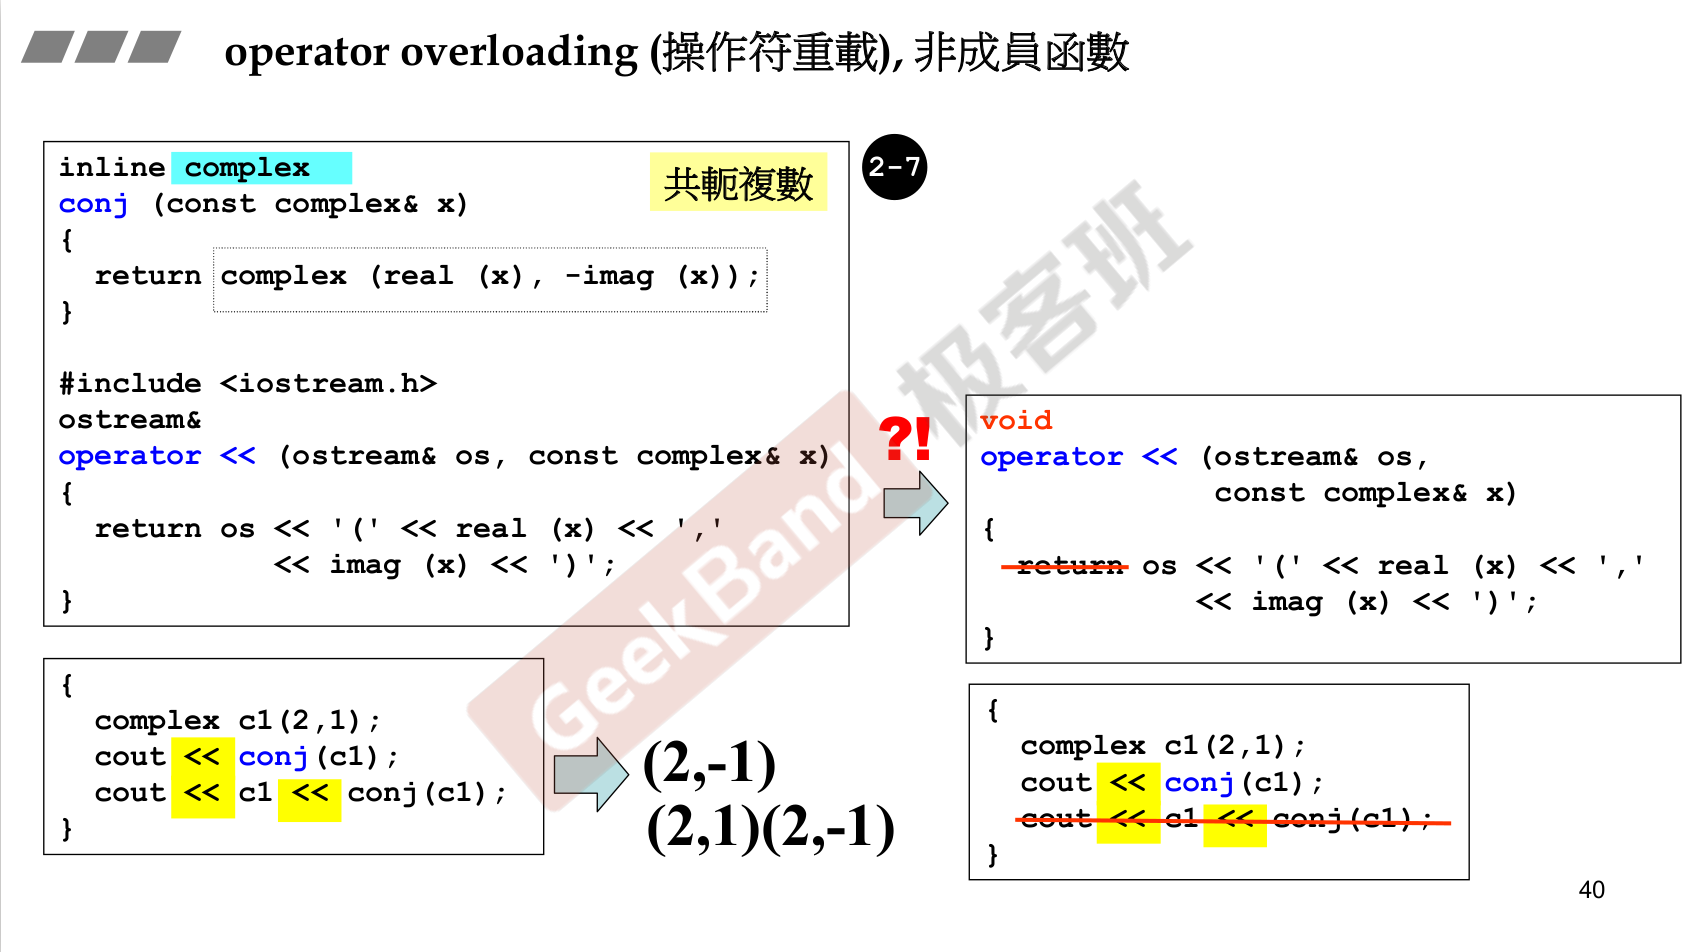 operator overloading (操作符重載), 非成員函數
inline complex
共軛複數
2-7
conj (const complex& x)
{
return complex (real (x), -imag (x));
}
#include <iostream.h>
ostream&
operator << (ostream& os, const complex& x)
{
return os << '(' << real (x) << ','
<< imag (x) << ')';
}
?!
void
operator << (ostream& os,
const complex& x)
{
return os << '(' << real (x) << ','
<< imag (x) << ')';
}
{
complex c1(2,1);
cout << conj(c1);
cout << c1 << conj(c1);
}
(2,-1)
(2,1)(2,-1)
{
complex c1(2,1);
cout << conj(c1);
cout << c1 << conj(c1);
}
GeekBand 极客班
40